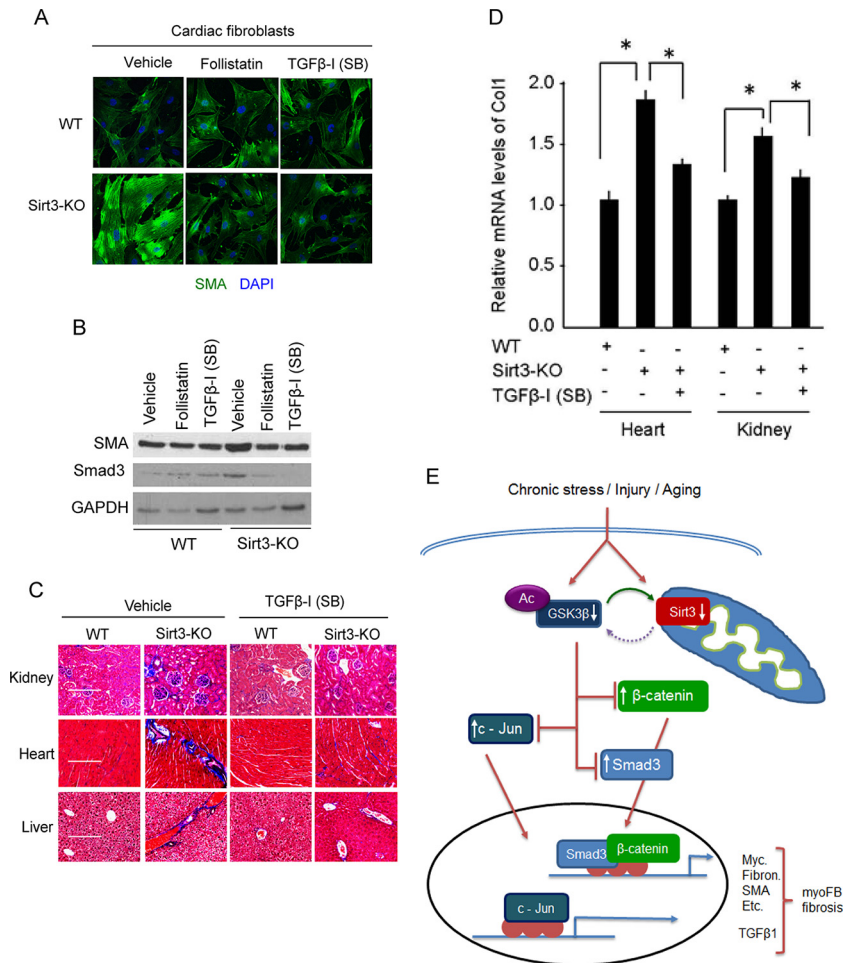 A
Cardiac fibroblasts
Vehicle Follistatin TGFβ-I (SB)
WT
Sirt3-KO
SMA DAPI
B
Vehicle Follistatin TGFβ-I (SB) Vehicle Follistatin TGFβ-I (SB)
SMA
Smad3
GAPDH
WT Sirt3-KO
C
Vehicle TGFβ-I (SB)
WT Sirt3-KO WT Sirt3-KO
Kidney
Heart
Liver
D
Relative mRNA levels of Col1
* * * *
2.0
1.5
1.0
0.5
0.0
WT + - - + - -
Sirt3-KO - + + - + +
TGFβ-I (SB) - - + - - +
Heart Kidney
E
Chronic stress / Injury / Aging
Ac
GSK3β
Sirt3
β-catenin
c - Jun
Smad3
Smad3 β-catenin
c - Jun
Myc.
Fibron.
SMA
Etc.
TGFβ1
myoFB
fibrosis